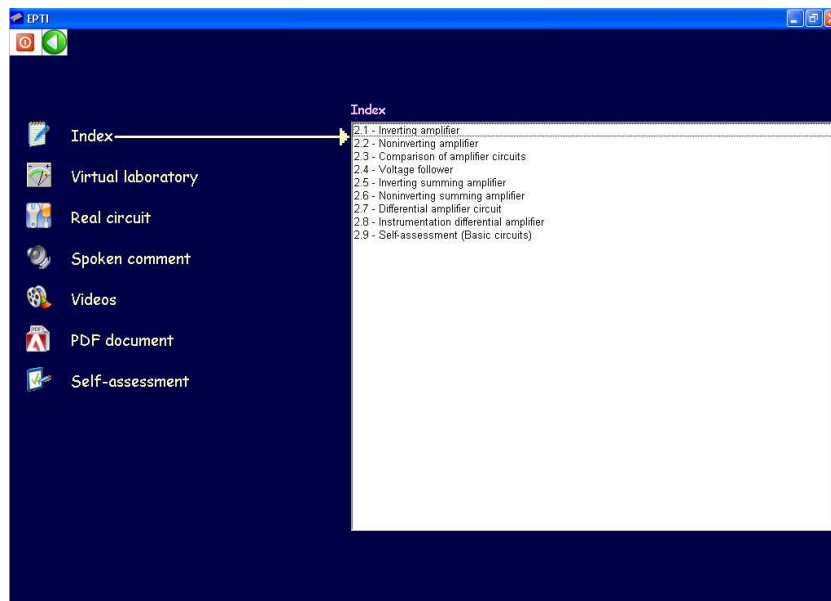 EPTI
Index
Index
2.1 - Inverting amplifier
2.2 - Noninverting amplifier
2.3 - Comparison of amplifier circuits
2.4 - Voltage follower
2.5 - Inverting summing amplifier
2.6 - Noninverting summing amplifier
2.7 - Differential amplifier circuit
2.8 - Instrumentation differential amplifier
2.9 - Self-assessment (Basic circuits)
Virtual laboratory
Real circuit
Spoken comment
Videos
PDF document
Self-assessment